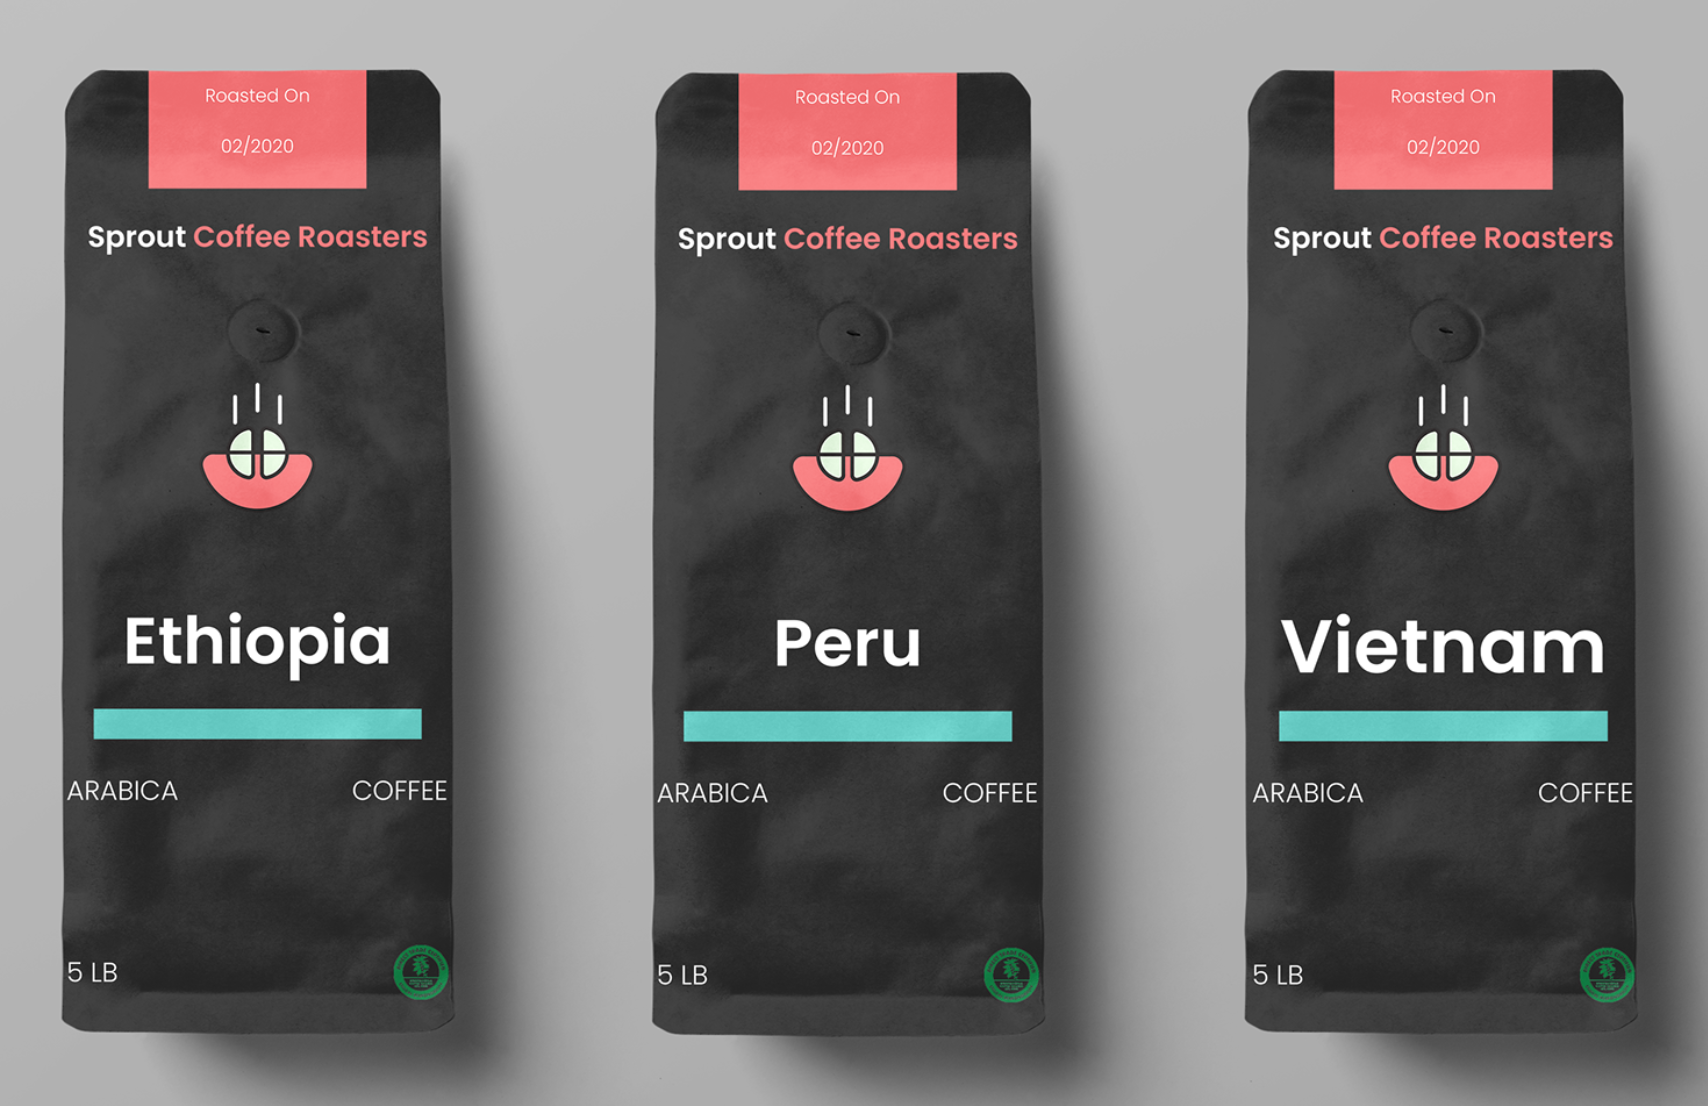 Roasted On
02/2020
Sprout Coffee Roasters
Ethiopia
ARABICA COFFEE
5 LB
Roasted On
02/2020
Sprout Coffee Roasters
Peru
ARABICA COFFEE
5 LB
Roasted On
02/2020
Sprout Coffee Roasters
Vietnam
ARABICA COFFEE
5 LB